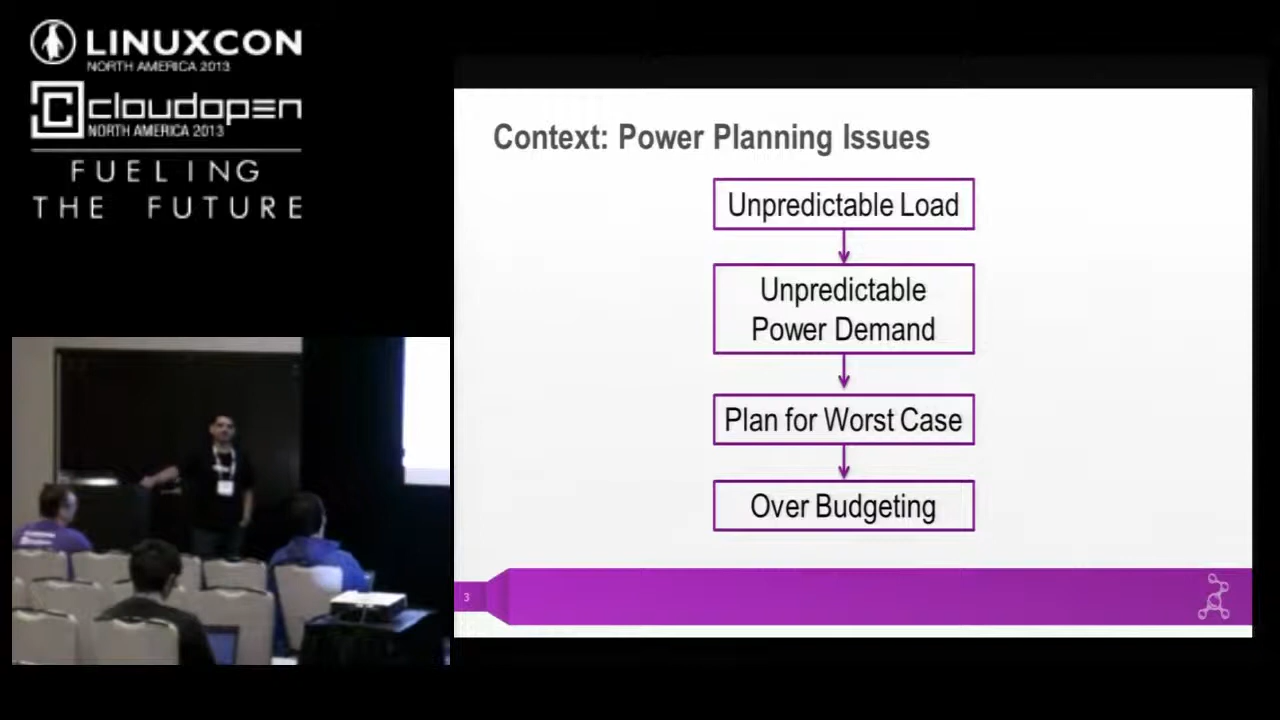 LINUXCON
NORTH AMERICA 2013
cloudopen
NORTH AMERICA 2013
FUELING
THE FUTURE
Context: Power Planning Issues
Unpredictable Load
Unpredictable
Power Demand
Plan for Worst Case
Over Budgeting
3